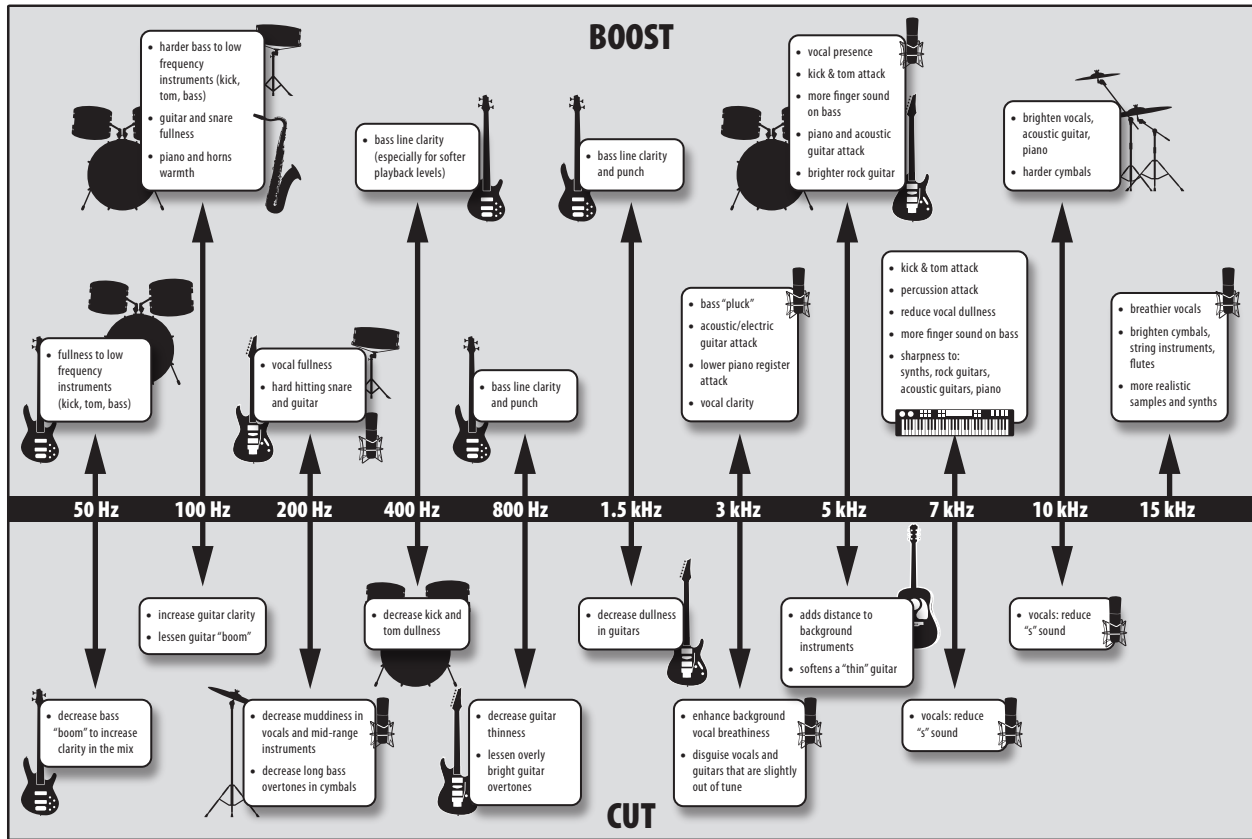 BOOST
• harder bass to low
frequency
instruments (kick,
tom, bass)
• guitar and snare
fullness
• piano and horns
warmth
• bass line clarity
(especially for softer
playback levels)
• bass line clarity
and punch
• vocal presence
• kick & tom attack
• more finger sound
on bass
• piano and acoustic
guitar attack
• brighter rock guitar
• brighten vocals,
acoustic guitar,
piano
• harder cymbals
• fullness to low
frequency
instruments
(kick, tom, bass)
• vocal fullness
• hard hitting snare
and guitar
• bass line clarity
and punch
• bass "pluck"
• acoustic/electric
guitar attack
• lower piano register
attack
• vocal clarity
• kick & tom attack
• percussion attack
• reduce vocal dullness
• more finger sound on bass
• sharpness to:
synths, rock guitars,
acoustic guitars, piano
• breathier vocals
• brighten cymbals,
string instruments,
flutes
• more realistic
samples and synths
50 Hz 100 Hz 200 Hz 400 Hz 800 Hz 1.5 kHz 3 kHz 5 kHz 7 kHz 10 kHz 15 kHz
• increase guitar clarity
• lessen guitar "boom"
• decrease kick and
tom dullness
• decrease dullness
in guitars
• adds distance to
background
instruments
• softens a "thin" guitar
• vocals: reduce
"s" sound
• decrease bass
"boom" to increase
clarity in the mix
• decrease muddiness in
vocals and mid-range
instruments
• decrease long bass
overtones in cymbals
• decrease guitar
thinness
• lessen overly
bright guitar
overtones
• enhance background
vocal breathiness
• disguise vocals and
guitars that are slightly
out of tune
• vocals: reduce
"s" sound
CUT